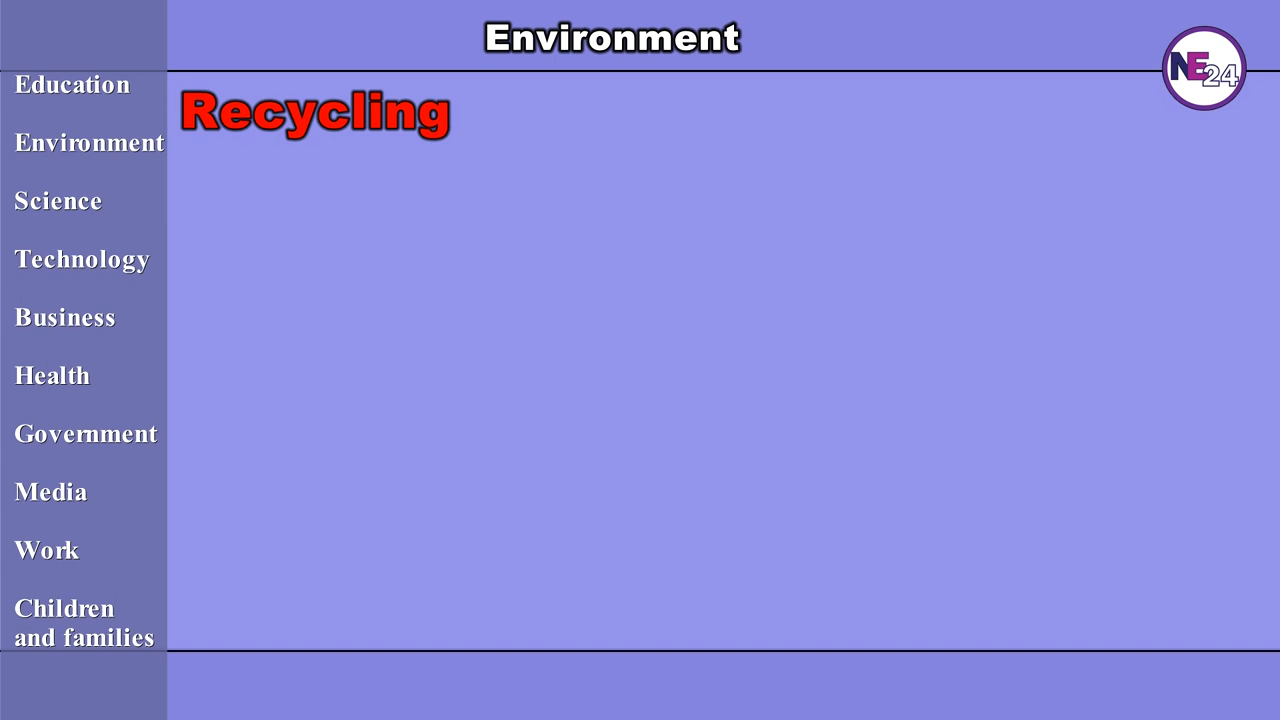 Environment
NE24
Recycling
Education
Environment
Science
Technology
Business
Health
Government
Media
Work
Children
and families